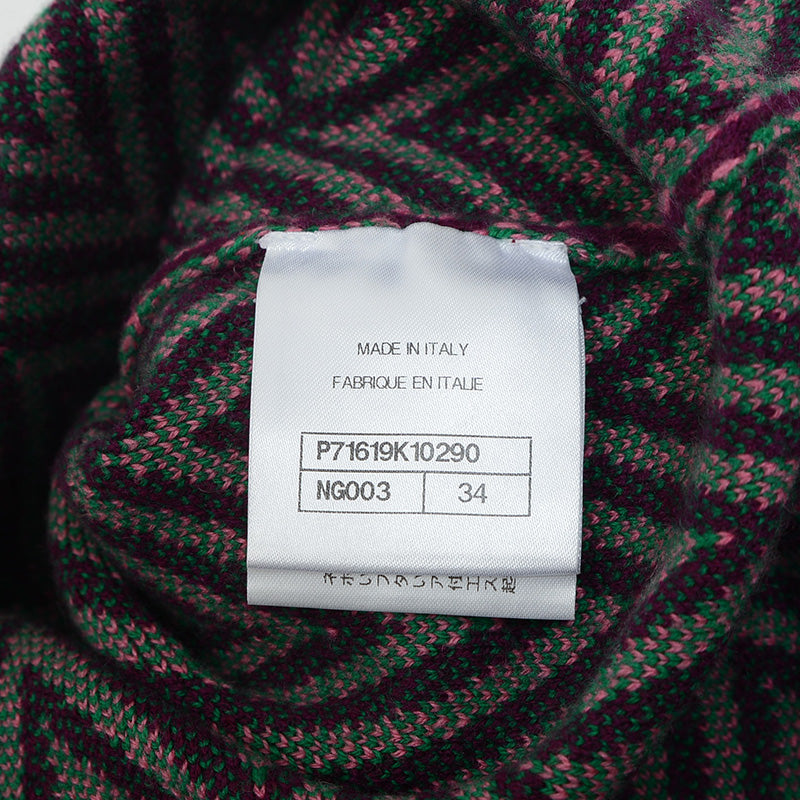 MADE IN ITALY
FABRIQUE EN ITALIE
P71619K10290
NG003 34